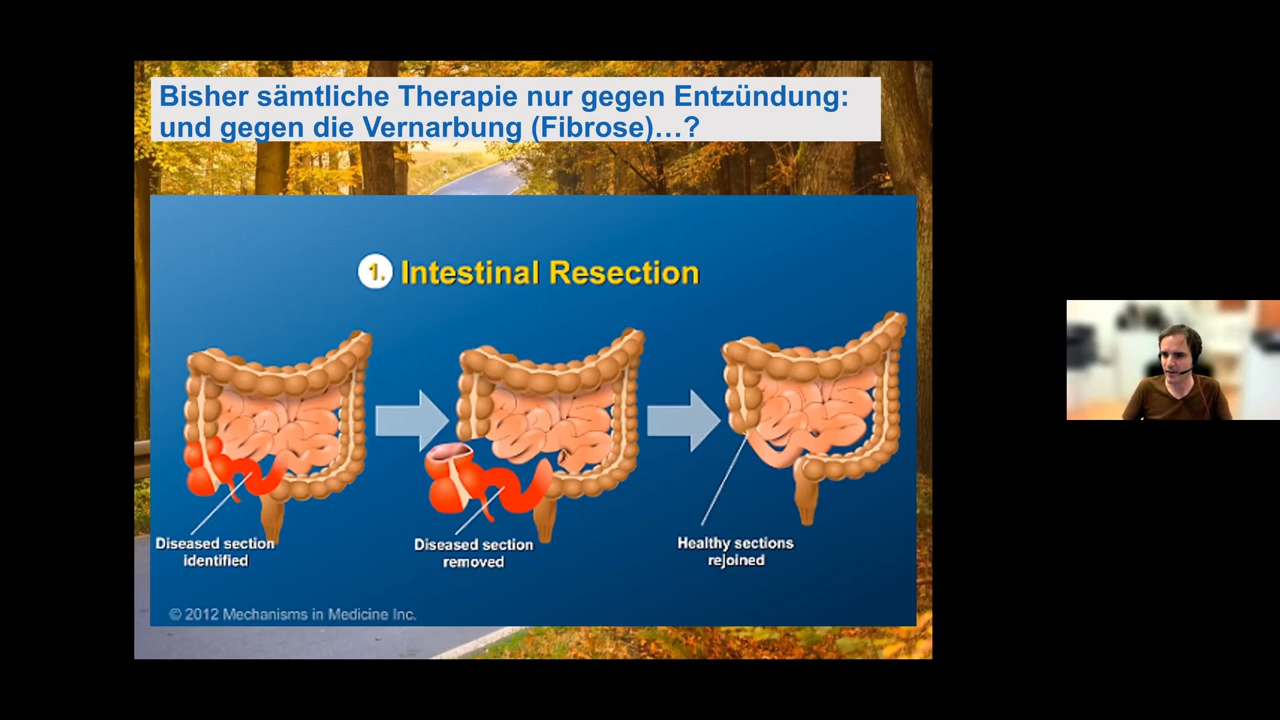 Bisher sämtliche Therapie nur gegen Entzündung:
und gegen die Vernarbung (Fibrose)…?
1. Intestinal Resection
Diseased section
identified
Diseased section
removed
Healthy sections
rejoined
© 2012 Mechanisms in Medicine Inc.